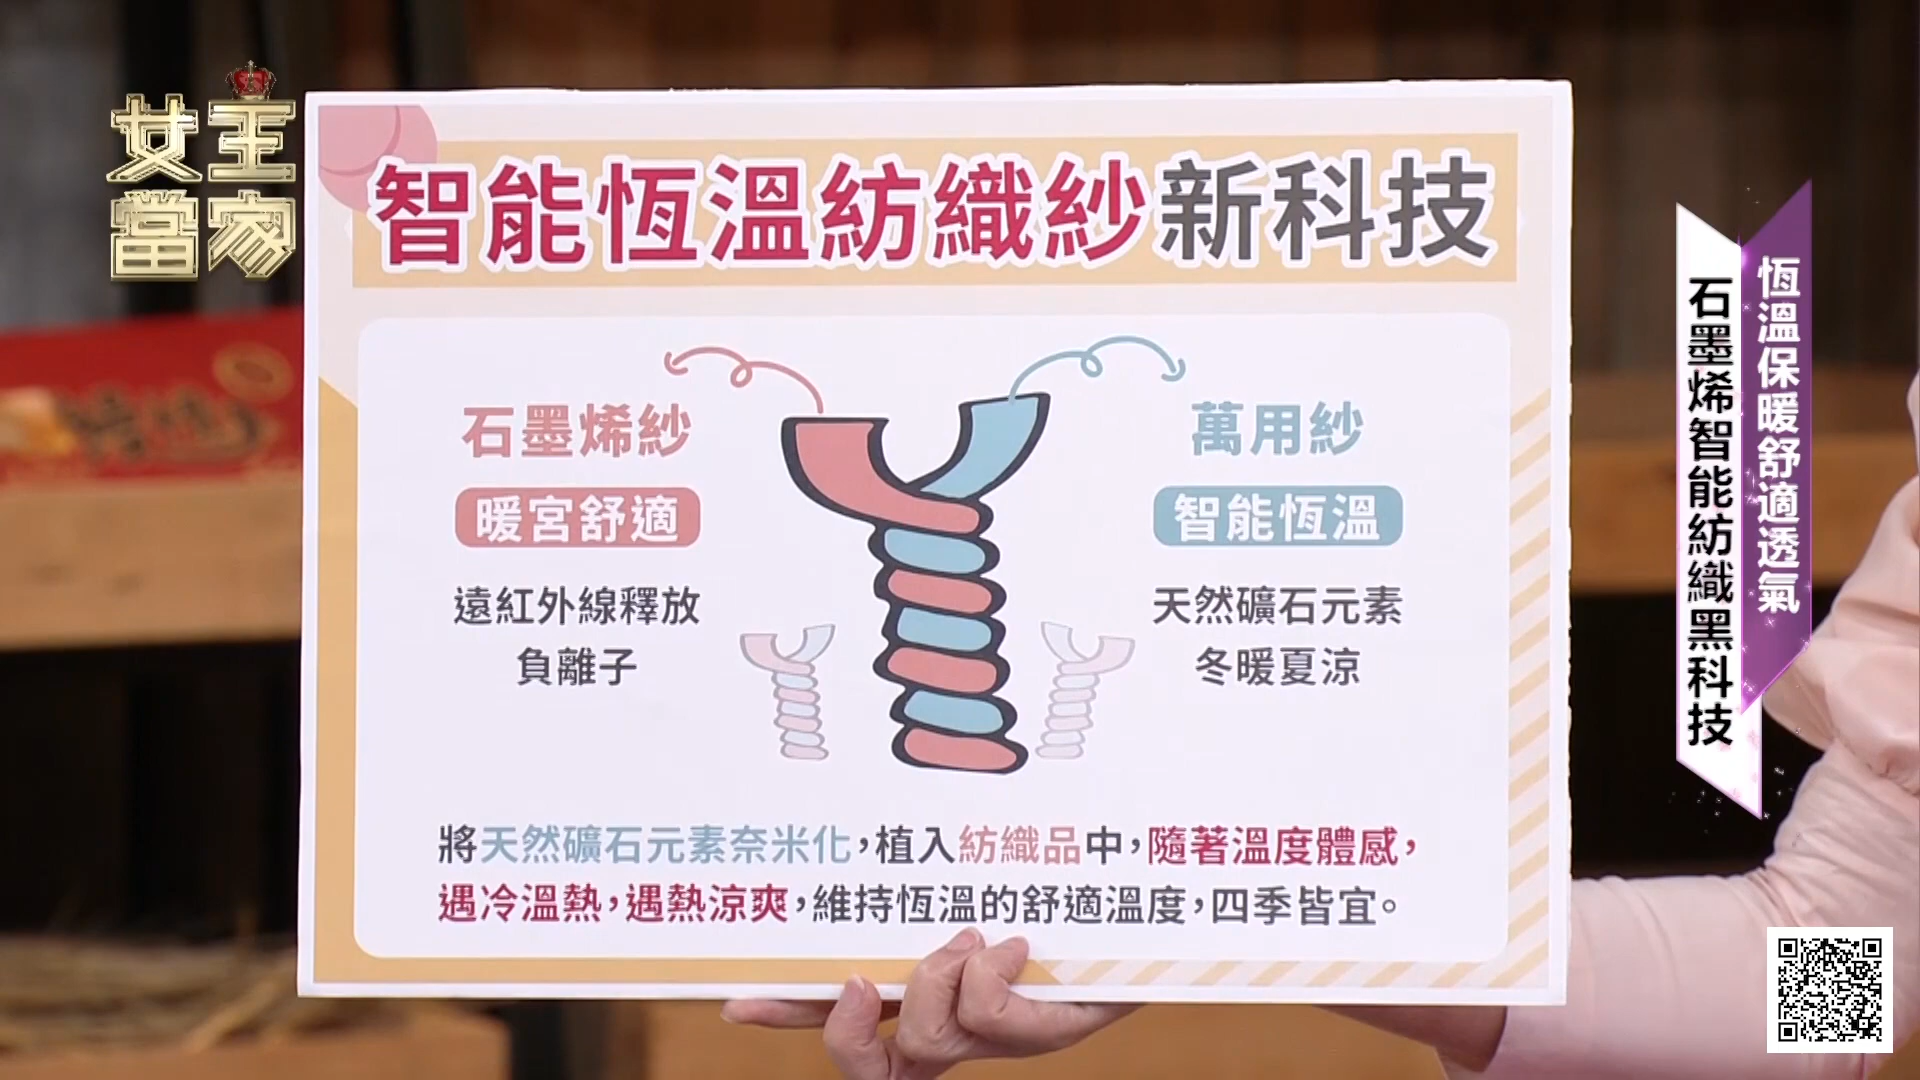 女王
當家
智能恆溫紡織紗新科技
石墨烯紗
暖宮舒適
遠紅外線釋放
負離子
萬用紗
智能恆溫
天然礦石元素
冬暖夏涼
將天然礦石元素奈米化，植入紡織品中，隨著溫度體感，
遇冷溫熱，遇熱涼爽，維持恆溫的舒適溫度，四季皆宜。
恆溫保暖舒適透氣
石墨烯智能紡織黑科技